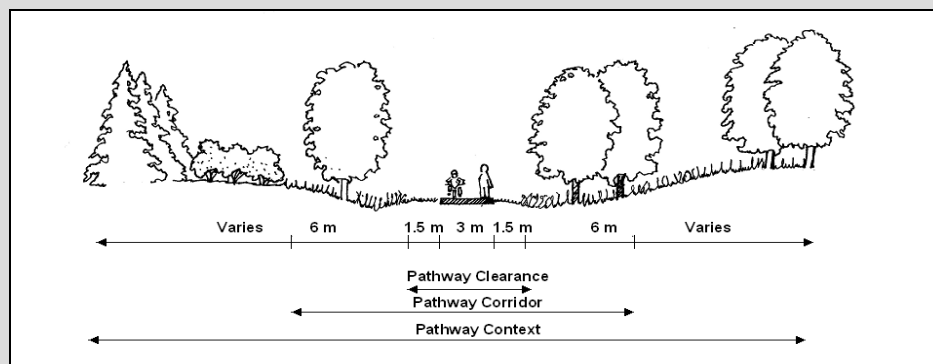 Varies 6 m 1.5 m 3 m 1.5 m 6 m Varies
Pathway Clearance
Pathway Corridor
Pathway Context